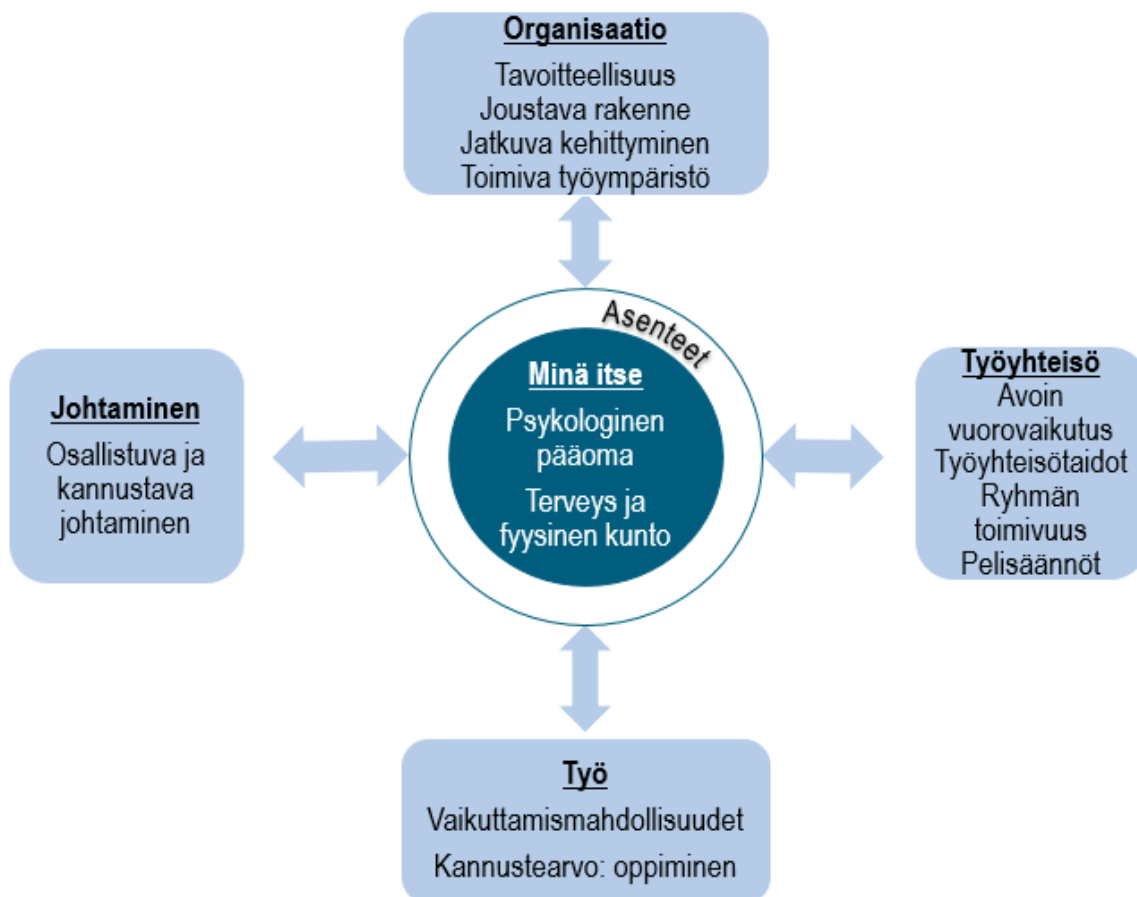 Organisaatio
Tavoitteellisuus
Joustava rakenne
Jatkuva kehittyminen
Toimiva työympäristö
Asenteet
Minä itse
Psykologinen
pääoma
Terveys ja
fyysinen kunto
Johtaminen
Osallistuva ja
kannustava
johtaminen
Työyhteisö
Avoin
vuorovaikutus
Työyhteisötaidot
Ryhmän
toimivuus
Pelisäännöt
Työ
Vaikuttamismahdollisuudet
Kannustearvo: oppiminen